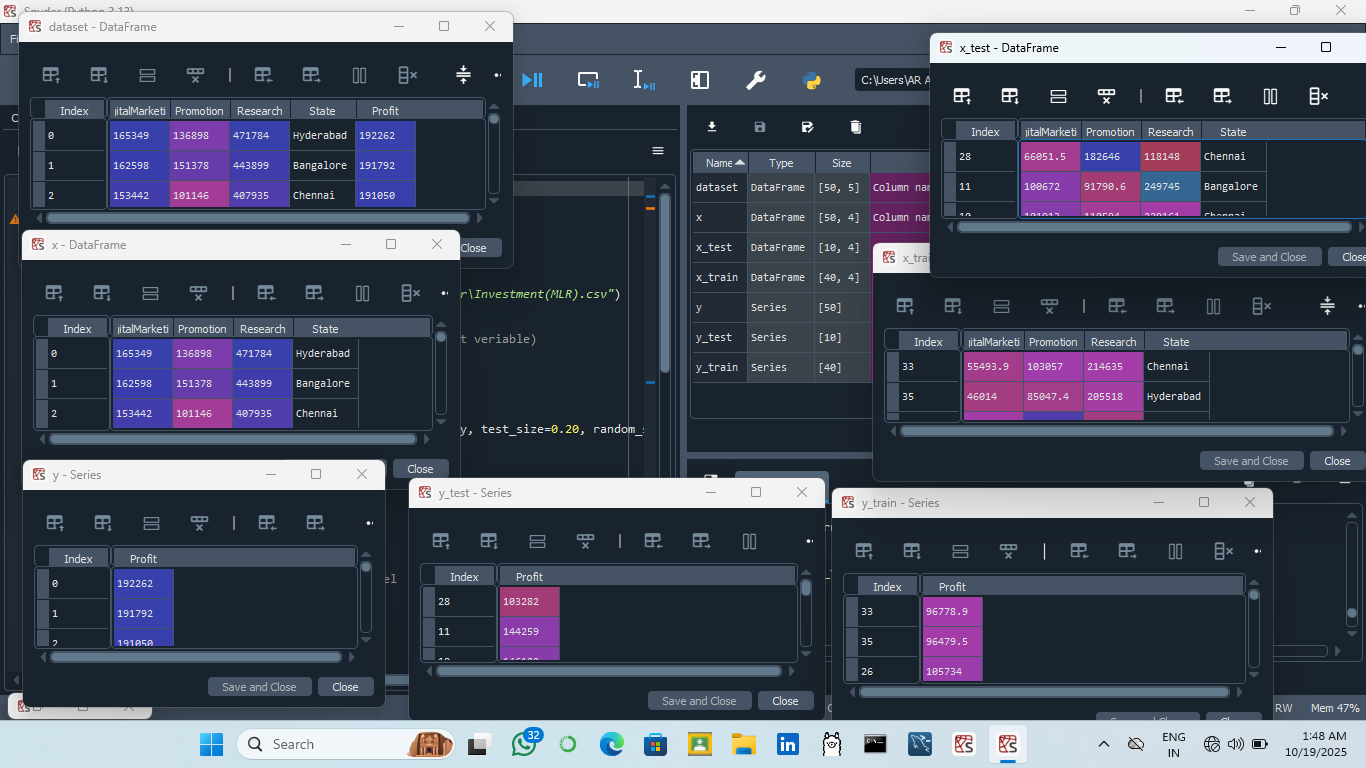 Spyder (Python 3.13)
dataset - DataFrame
Index
jitalMarketi
Promotion
Research
State
Profit
0
165349
136898
471784
Hyderabad
192262
1
162598
151378
443899
Bangalore
191792
2
153442
101146
407935
Chennai
191050
Close
x - DataFrame
Index
jitalMarketi
Promotion
Research
State
0
165349
136898
471784
Hyderabad
1
162598
151378
443899
Bangalore
2
153442
101146
407935
Chennai
Close
r\Investment(MLR).csv")
t veriable)
y, test_size=0.20, random_s
y - Series
Index
Profit
0
192262
1
191792
2
191050
Save and Close
Close
el
y_test - Series
Index
Profit
28
103282
11
144259
Save and Close
Close
y_train - Series
Index
Profit
33
96778.9
35
96479.5
26
105734
C:\Users\AR A
Name
Type
Size
dataset
DataFrame
[50, 5]
Column nam
x
DataFrame
[50, 4]
Column nam
x_test
DataFrame
[10, 4]
x_train
DataFrame
[40, 4]
y
Series
[50]
y_test
Series
[10]
y_train
Series
[40]
x_test - DataFrame
Index
jitalMarketi
Promotion
Research
State
28
66051.5
182646
118148
Chennai
11
100672
91790.6
249745
Bangalore
Save and Close
Close
x_trai
Index
jitalMarketi
Promotion
Research
State
33
55493.9
103057
214635
Chennai
35
46014
85047.4
205518
Hyderabad
Save and Close
Close
RW
Mem 47%
Search
32
ENG
IN
1:48 AM
10/19/2025